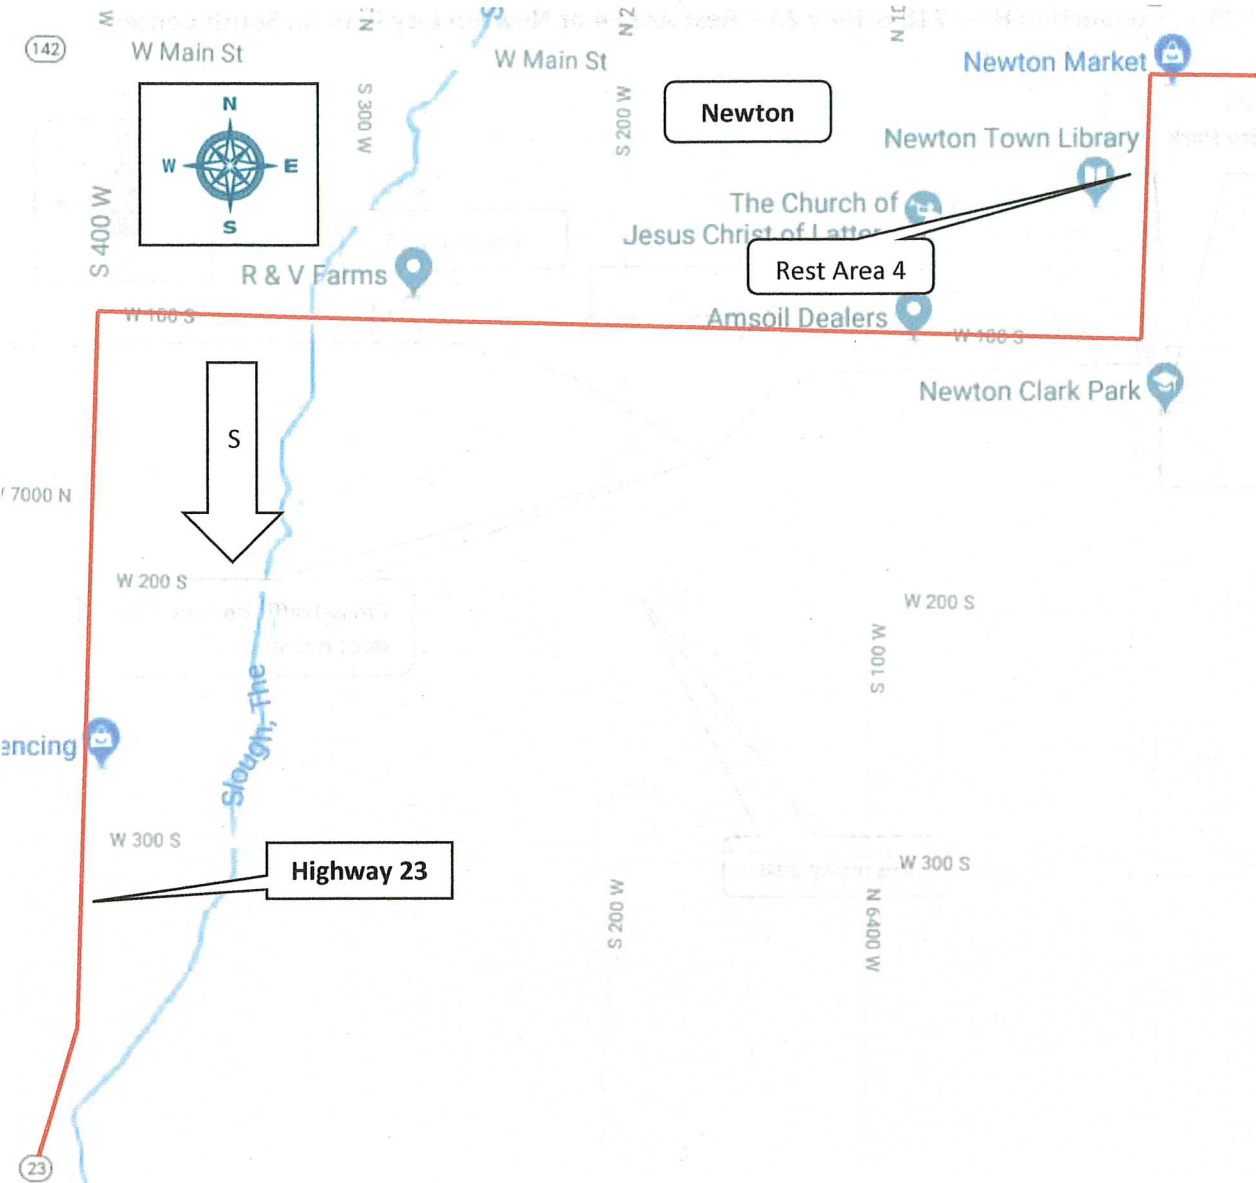 142
W Main St
W Main St
N 2
Newton Market
N
W
E
S
S 300 W
S 200 W
Newton
Newton Town Library
S 400 W
The Church of
Jesus Christ of Latter
R & V Farms
Rest Area 4
W 100 S
Amsoil Dealers
W 100 S
Newton Clark Park
S
7000 N
W 200 S
W 200 S
S 100 W
Slough, The
encing
W 300 S
Highway 23
W 300 S
S 200 W
N 6400 W
23